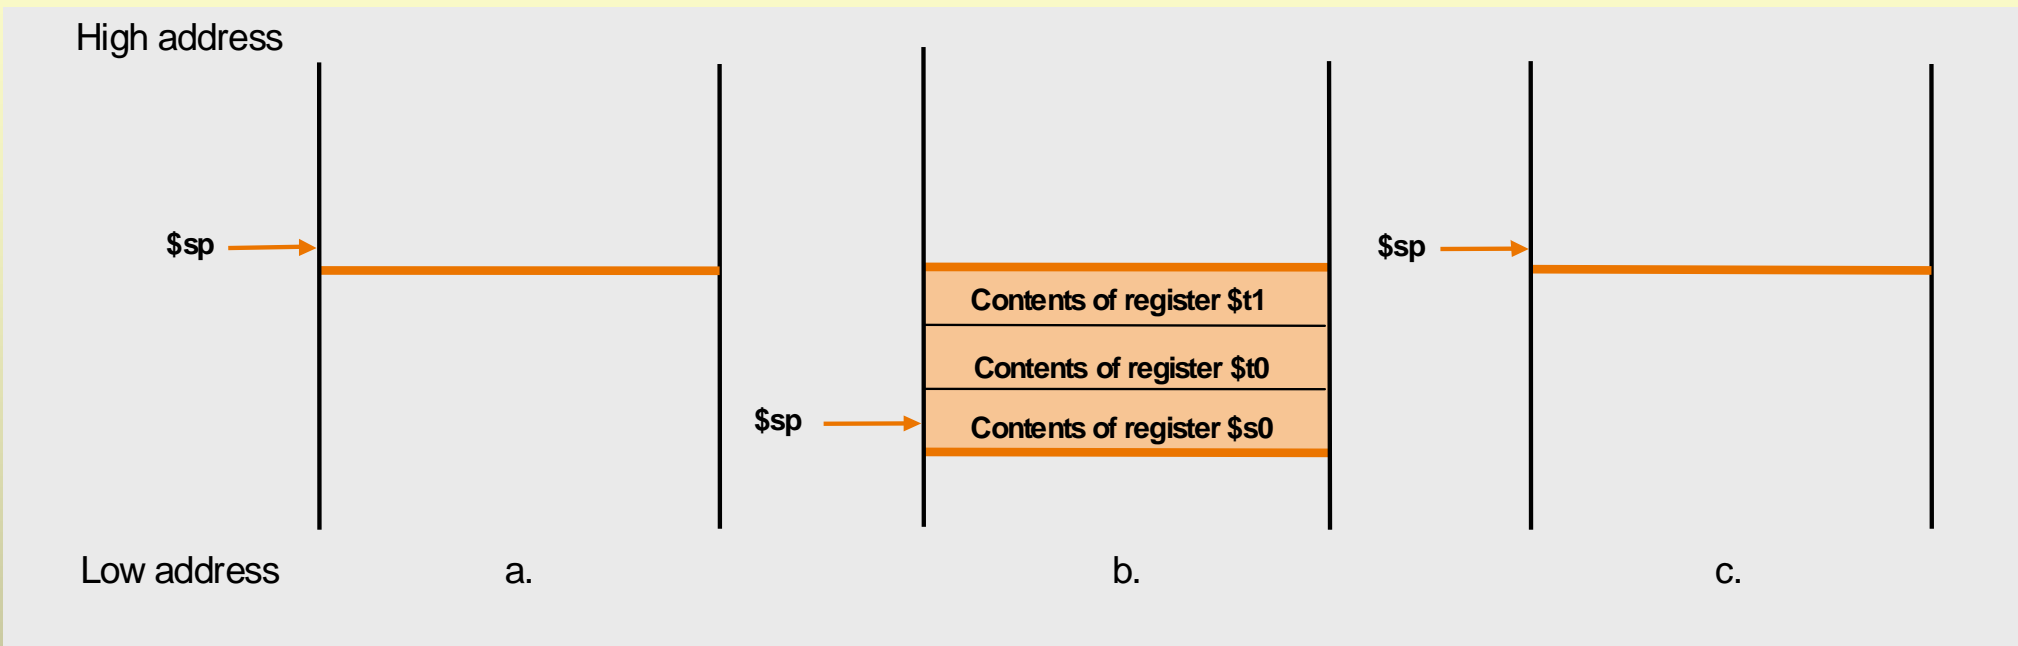 High address
$sp
$sp
Contents of register $t1
Contents of register $t0
$sp
Contents of register $s0
Low address
a.
b.
c.